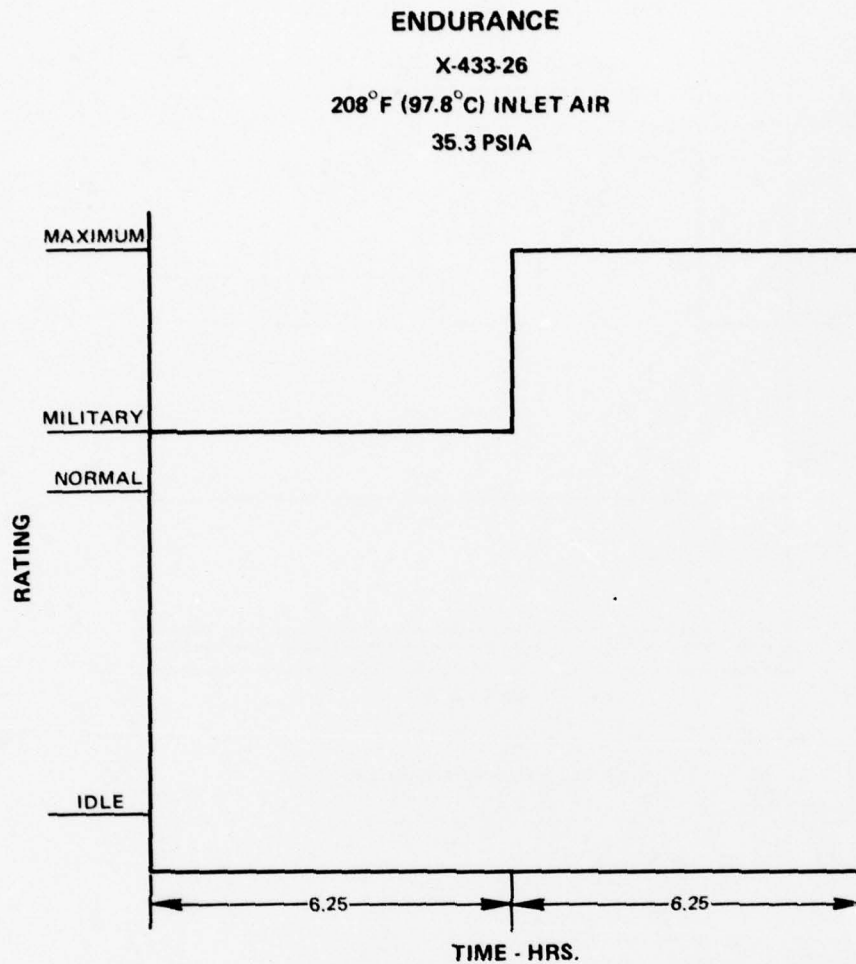 ENDURANCE
X-433-26
208°F (97.8°C) INLET AIR
35.3 PSIA
MAXIMUM
MILITARY
NORMAL
RATING
IDLE
6.25 6.25
TIME - HRS.